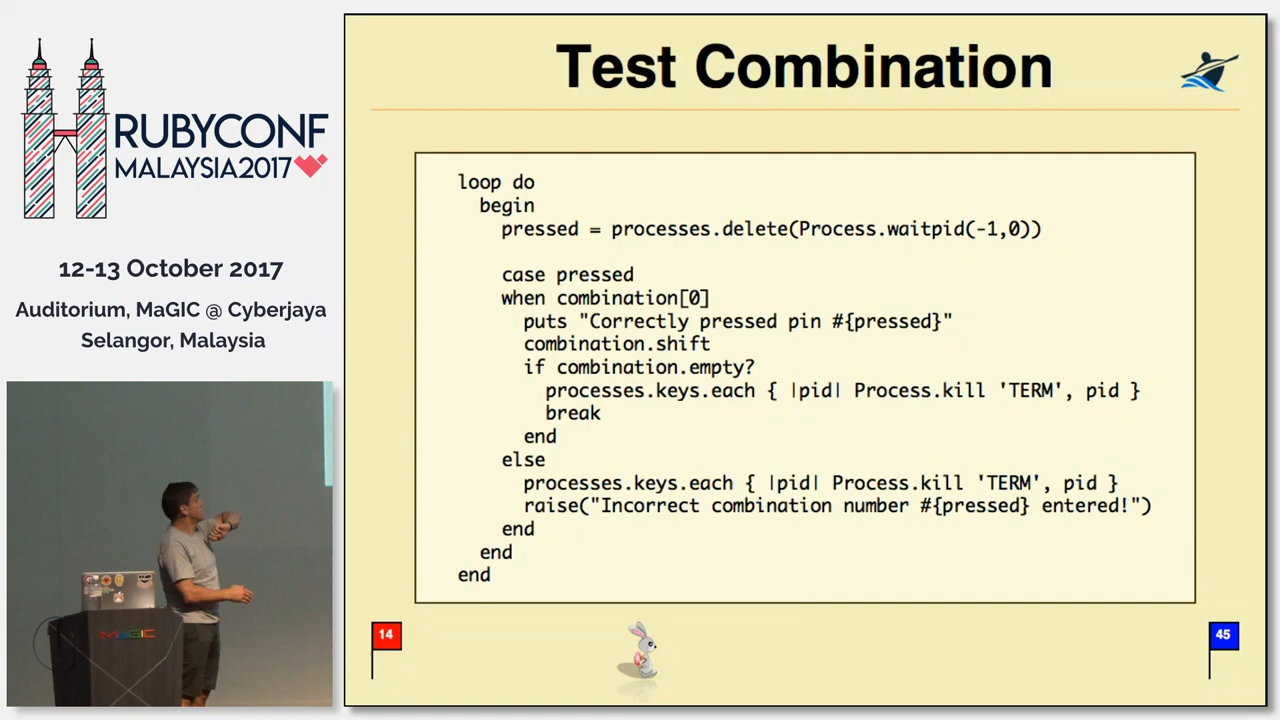 RUBYCONF
MALAYSIA2017
12-13 October 2017
Auditorium, MaGIC @ Cyberjaya
Selangor, Malaysia
MaGIC
Test Combination
loop do
  begin
    pressed = processes.delete(Process.waitpid(-1,0))
    case pressed
    when combination[0]
      puts "Correctly pressed pin #{pressed}"
      combination.shift
      if combination.empty?
        processes.keys.each { |pid| Process.kill 'TERM', pid }
        break
      end
    else
      processes.keys.each { |pid| Process.kill 'TERM', pid }
      raise("Incorrect combination number #{pressed} entered!")
    end
  end
end
14
45